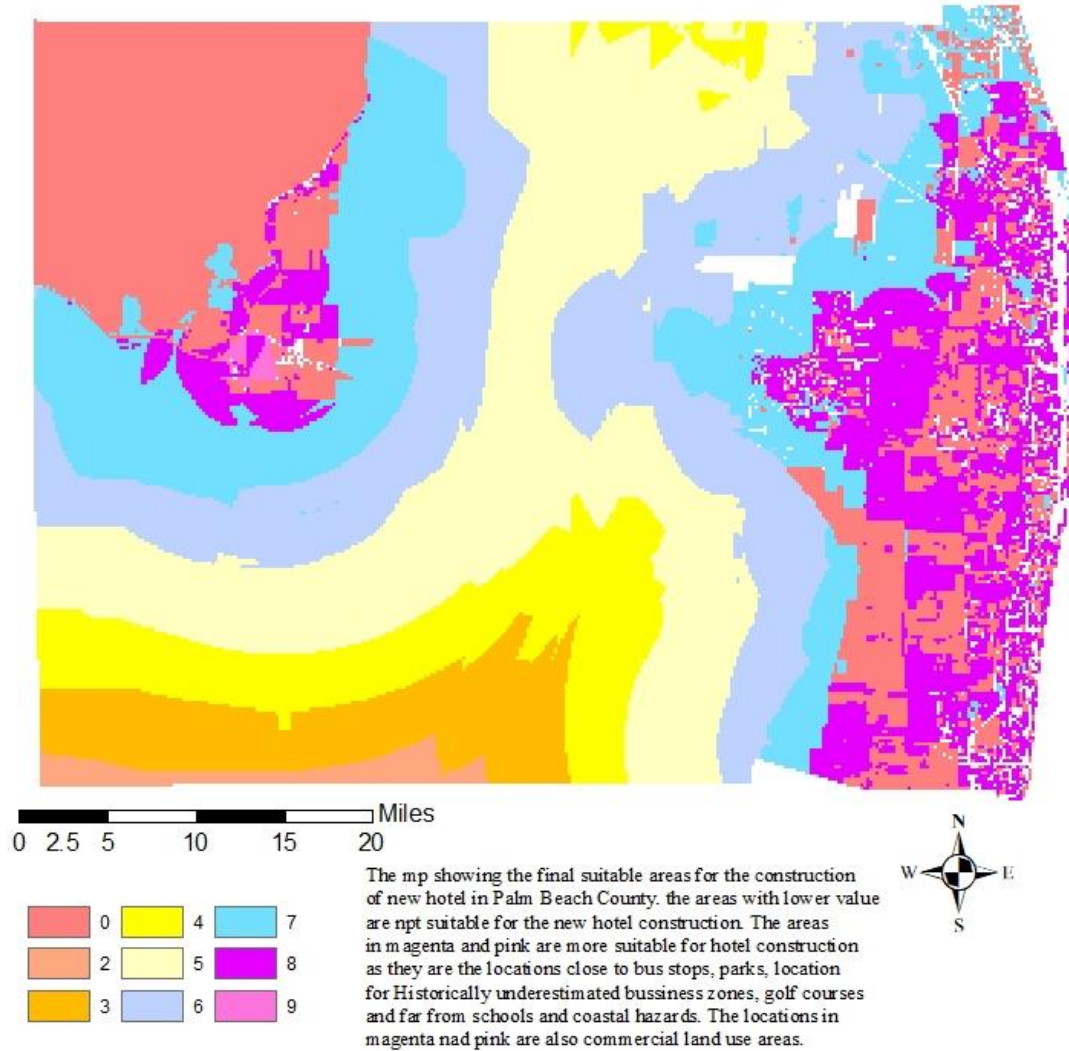 Miles
0 2.5 5 10 15 20
N
W E
S
The mp showing the final suitable areas for the construction
of new hotel in Palm Beach County. the areas with lower value
are npt suitable for the new hotel construction. The areas
in magenta and pink are more suitable for hotel construction
as they are the locations close to bus stops, parks, location
for Historically underestimated bussiness zones, golf courses
and far from schools and coastal hazards. The locations in
magenta nad pink are also commercial land use areas.
0 4 7
2 5 8
3 6 9